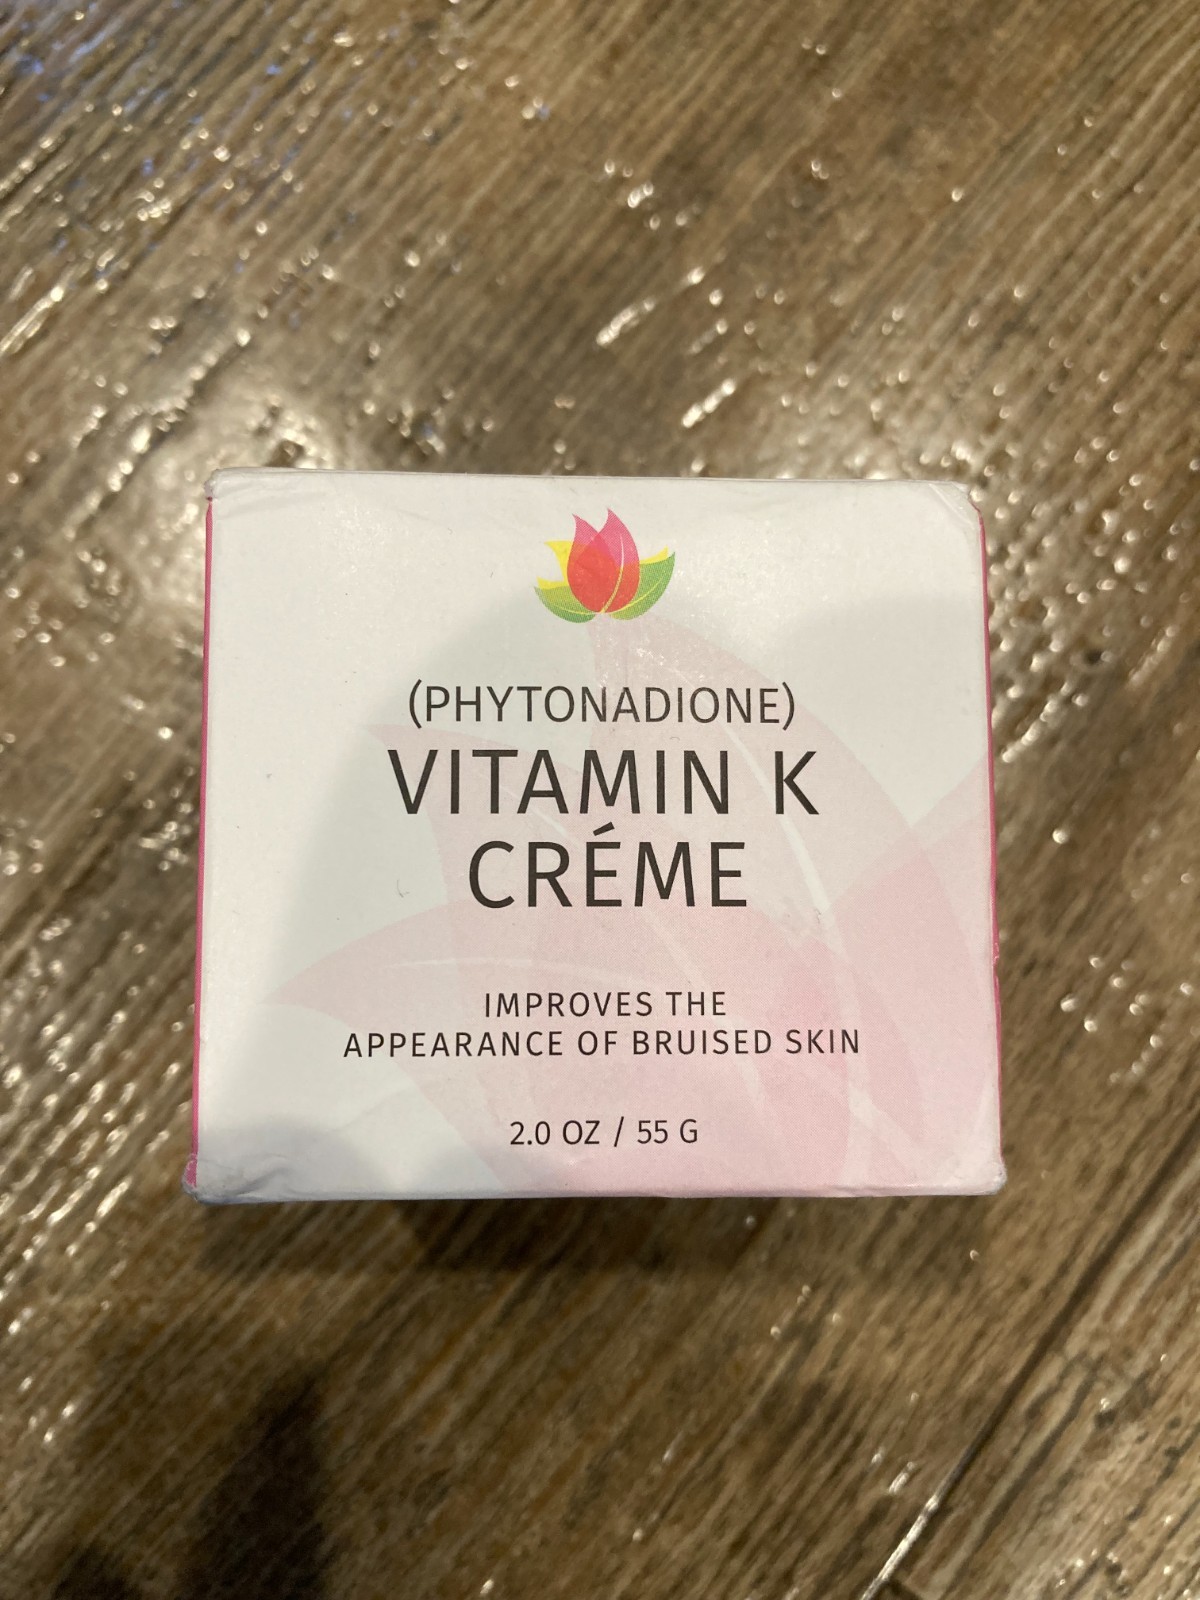 (PHYTONADIONE)
VITAMIN K
CRÉME
IMPROVES THE
APPEARANCE OF BRUISED SKIN
2.0 OZ / 55 G